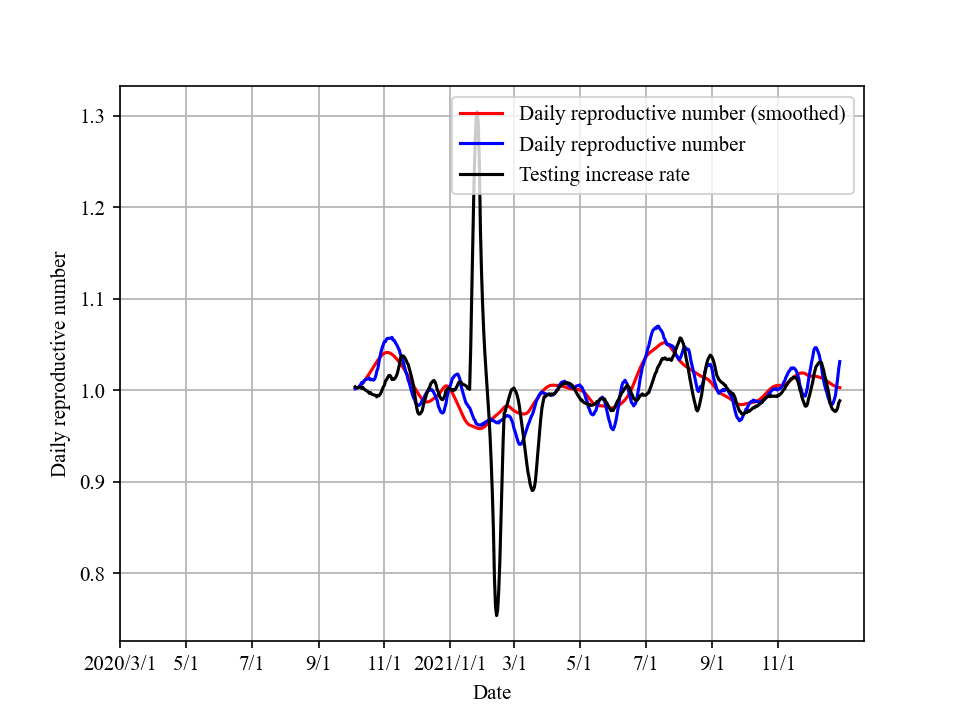 Daily reproductive number (smoothed)
Daily reproductive number
Testing increase rate
Daily reproductive number
1.3
1.2
1.1
1.0
0.9
0.8
2020/3/1 5/1 7/1 9/1 11/1 2021/1/1 3/1 5/1 7/1 9/1 11/1
Date